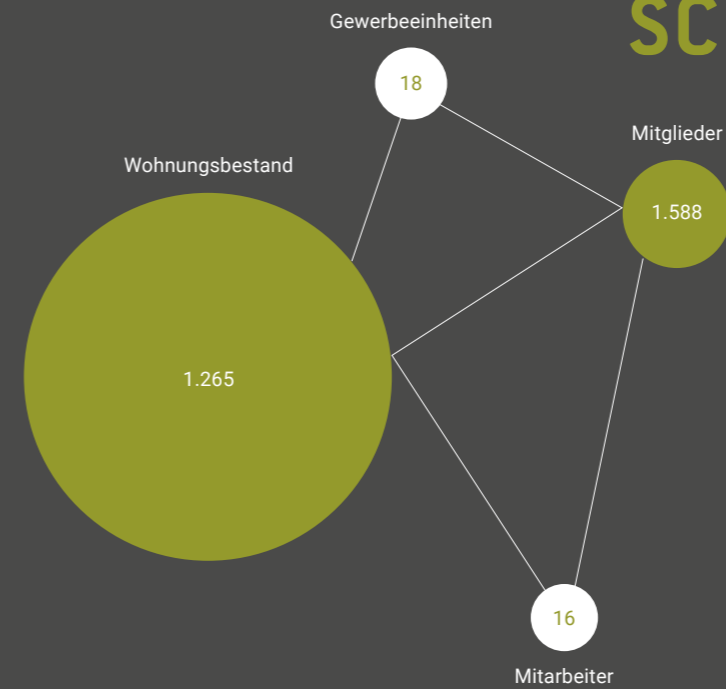 SC
Gewerbeeinheiten
18
Mitglieder
1.588
Wohnungsbestand
1.265
16
Mitarbeiter